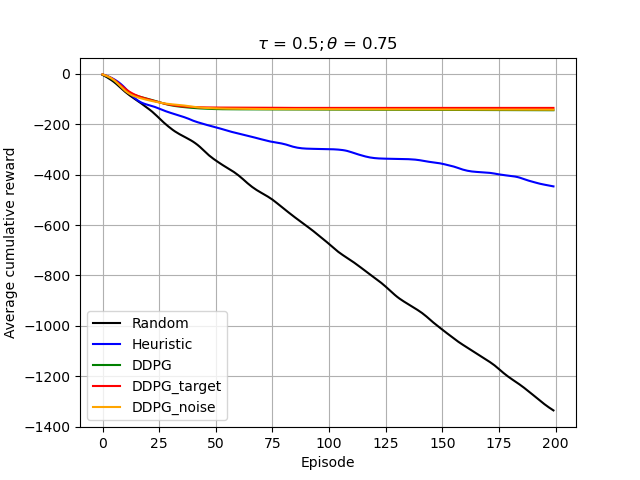 τ = 0.5; θ = 0.75
Average cumulative reward
0
−200
−400
−600
−800
−1000
−1200
−1400
Random
Heuristic
DDPG
DDPG_target
DDPG_noise
0 25 50 75 100 125 150 175 200
Episode